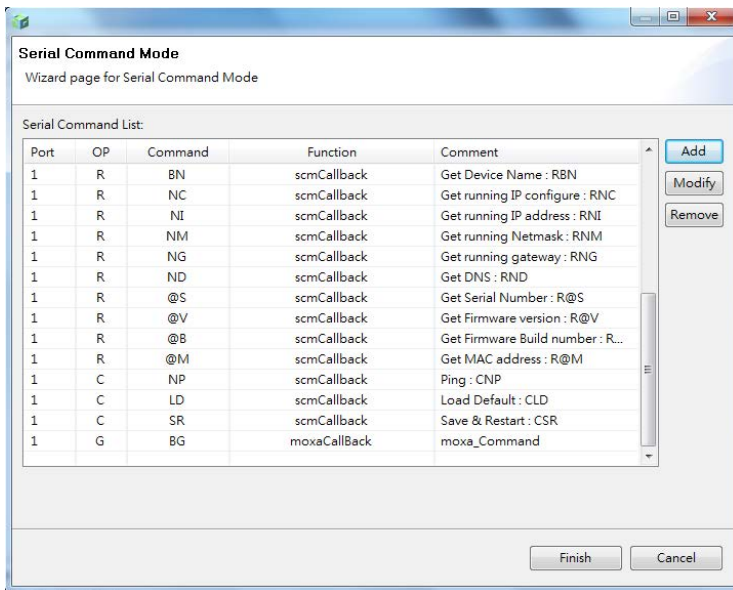 Serial Command Mode
Wizard page for Serial Command Mode
Serial Command List:
Port OP Command Function Comment
1 R BN scmCallback Get Device Name : RBN
1 R NC scmCallback Get running IP configure : RNC
1 R NI scmCallback Get running IP address : RNI
1 R NM scmCallback Get running Netmask : RNM
1 R NG scmCallback Get running gateway : RNG
1 R ND scmCallback Get DNS : RND
1 R @S scmCallback Get Serial Number : R@S
1 R @V scmCallback Get Firmware version : R@V
1 R @B scmCallback Get Firmware Build number : R...
1 R @M scmCallback Get MAC address : R@M
1 C NP scmCallback Ping : CNP
1 C LD scmCallback Load Default : CLD
1 C SR scmCallback Save & Restart : CSR
1 G BG moxaCallBack moxa_Command
Add
Modify
Remove
Finish Cancel